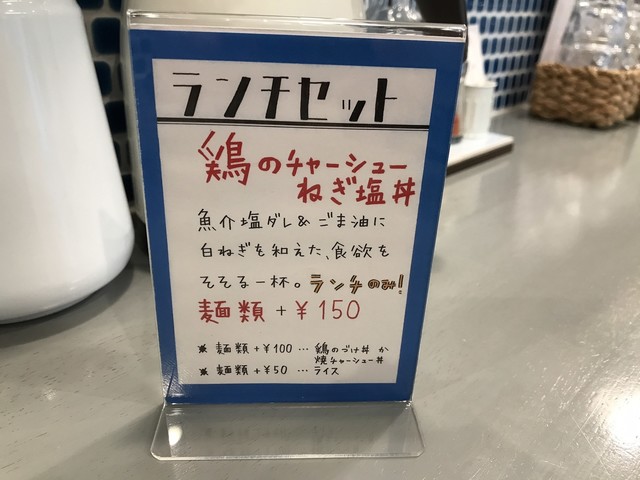 ランチセット
鶏のチャーシュー
ねぎ塩丼
魚介塩ダレ&ごま油に
白ねぎを和えた、食欲を
そそる一杯。ランチのみ!
麺類+¥150
※ 麺類+¥100…鶏のづけ丼か
焼チャーシュー丼
※ 麺類+¥50…ライス